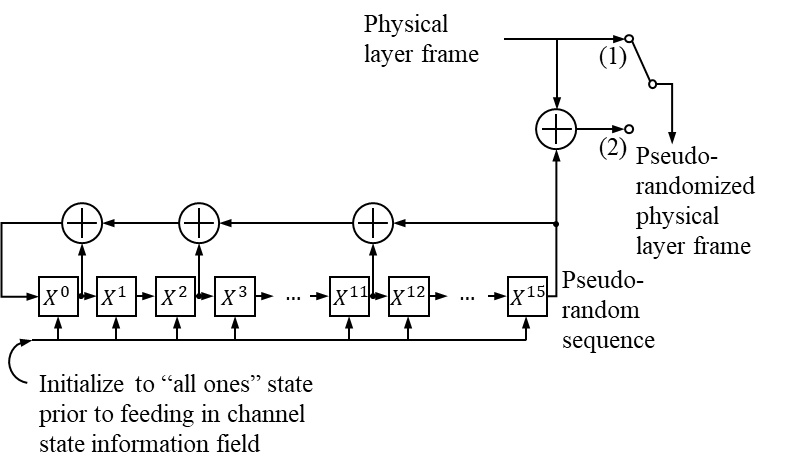 Physical
layer frame
(1)
(2)
Pseudo-
randomized
physical
layer frame
X⁰ X¹ X² X³ ... X¹¹ X¹² ... X¹⁵
Pseudo-
random
sequence
Initialize to “all ones” state
prior to feeding in channel
state information field